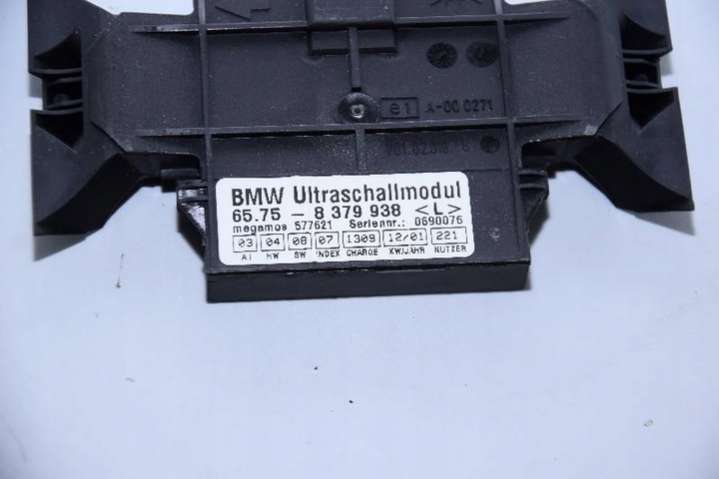 e1 A-00 0271
BMW Ultraschallmodul
65.75 - 8 379 938 <L>
megamos 577621 Seriennr.: 0690076
03 04 08 07 1309 12/01 221
AI HW SW INDEX CHARGE KW/JAHR NUTZER